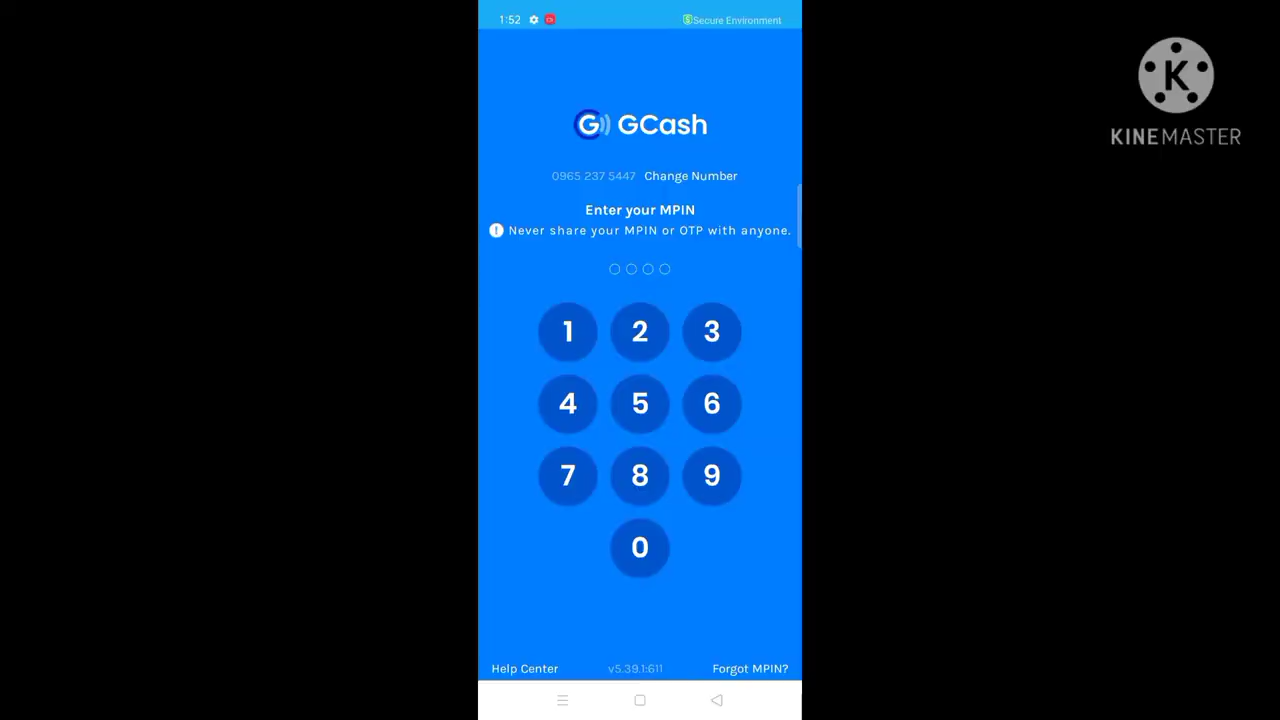 1:52 Secure Environment
K
KINEMASTER
GCash
0965 237 5447 Change Number
Enter your MPIN
Never share your MPIN or OTP with anyone.
1 2 3
4 5 6
7 8 9
0
Help Center v5.39.1:611 Forgot MPIN?